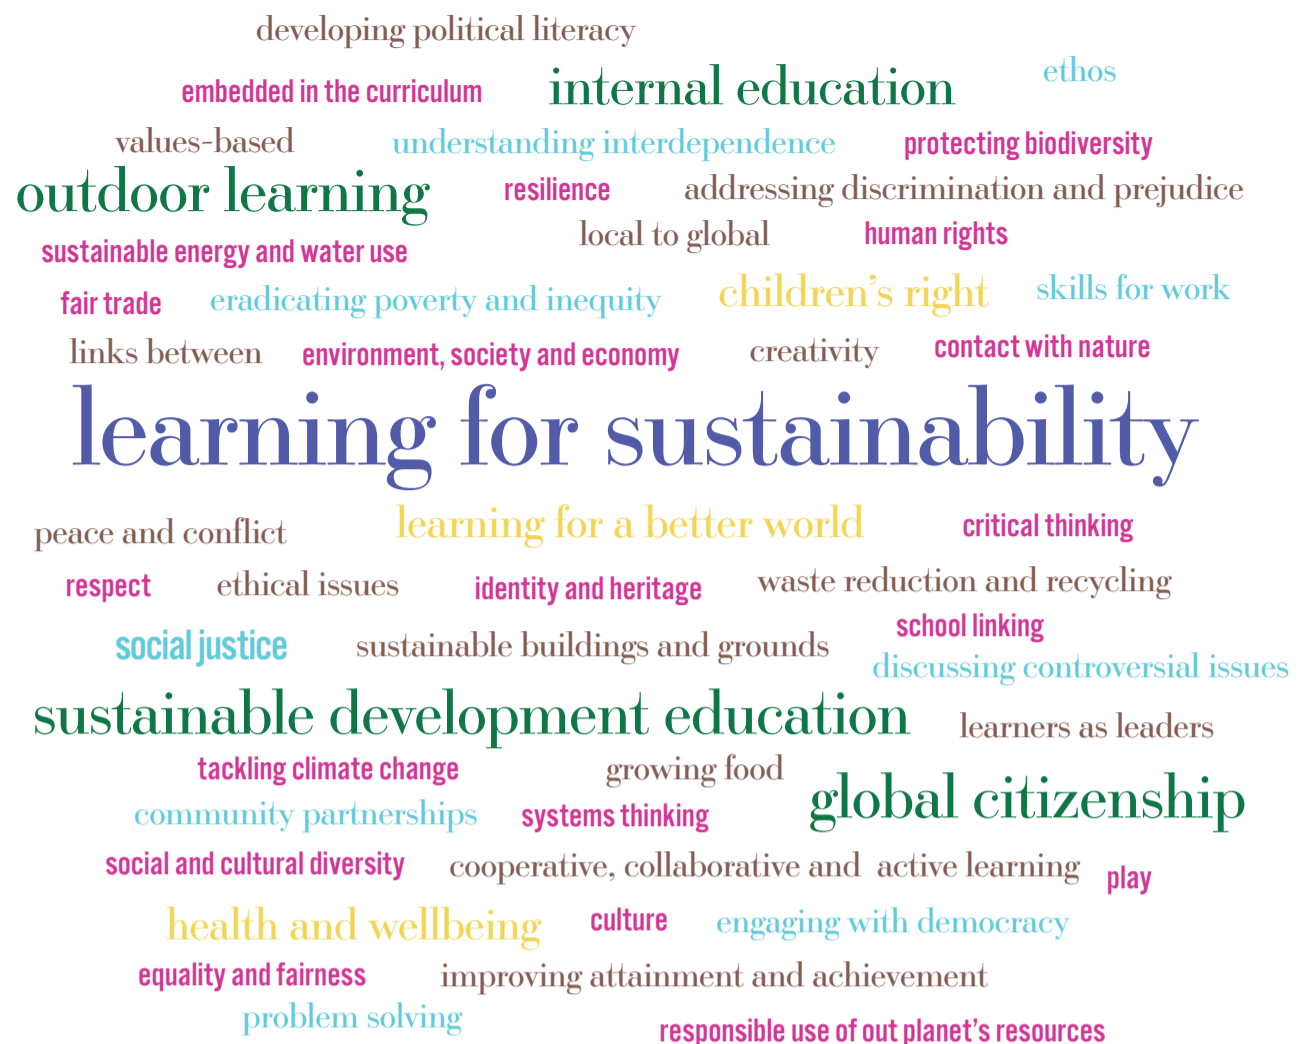 developing political literacy
ethos
embedded in the curriculum
internal education
values-based
understanding interdependence
protecting biodiversity
outdoor learning
resilience
addressing discrimination and prejudice
local to global
human rights
sustainable energy and water use
fair trade
eradicating poverty and inequity
children’s right
skills for work
links between
environment, society and economy
creativity
contact with nature
learning for sustainability
peace and conflict
learning for a better world
critical thinking
respect
ethical issues
identity and heritage
waste reduction and recycling
school linking
social justice
sustainable buildings and grounds
discussing controversial issues
sustainable development education
learners as leaders
tackling climate change
growing food
global citizenship
community partnerships
systems thinking
social and cultural diversity
cooperative, collaborative and active learning
play
health and wellbeing
culture
engaging with democracy
equality and fairness
improving attainment and achievement
problem solving
responsible use of out planet’s resources